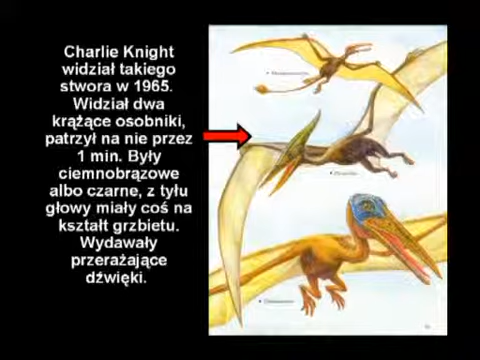 Charlie Knight
widział takiego
stwora w 1965.
Widział dwa
krążące osobniki,
patrzył na nie przez
1 min. Były
ciemnobrązowe
albo czarne, z tyłu
głowy miały coś na
kształt grzbietu.
Wydawały
przerażające
dźwięki.